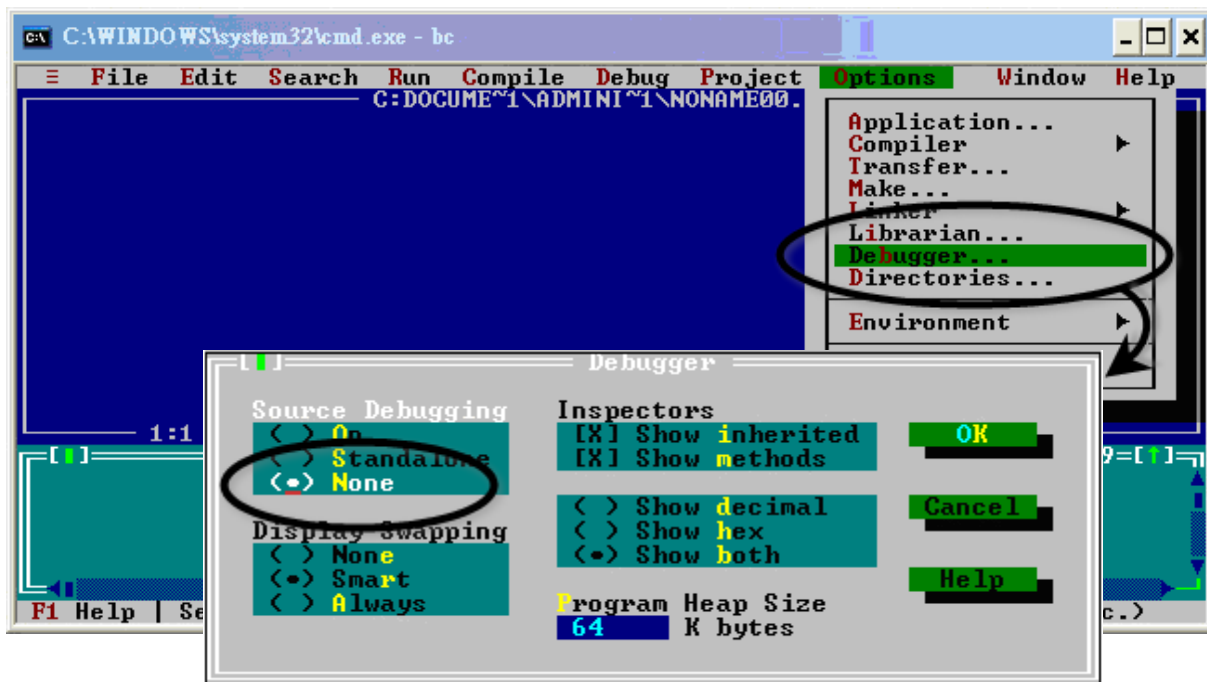 C:\WINDOWS\system32\cmd.exe - bc
≡ File Edit Search Run Compile Debug Project Options Window Help
C:DOCUME~1\ADMINI~1\NONAME00.
Application...
Compiler
Transfer...
Make...
Linker
Librarian...
Debugger...
Directories...
Environment
1:1
9=[↑]
F1 Help | Se
c.)
Debugger
Source Debugging
( ) On
( ) Standalone
(•) None
Display Swapping
( ) None
(•) Smart
( ) Always
Inspectors
[X] Show inherited
[X] Show methods
( ) Show decimal
( ) Show hex
(•) Show both
Program Heap Size
64 K bytes
OK
Cancel
Help